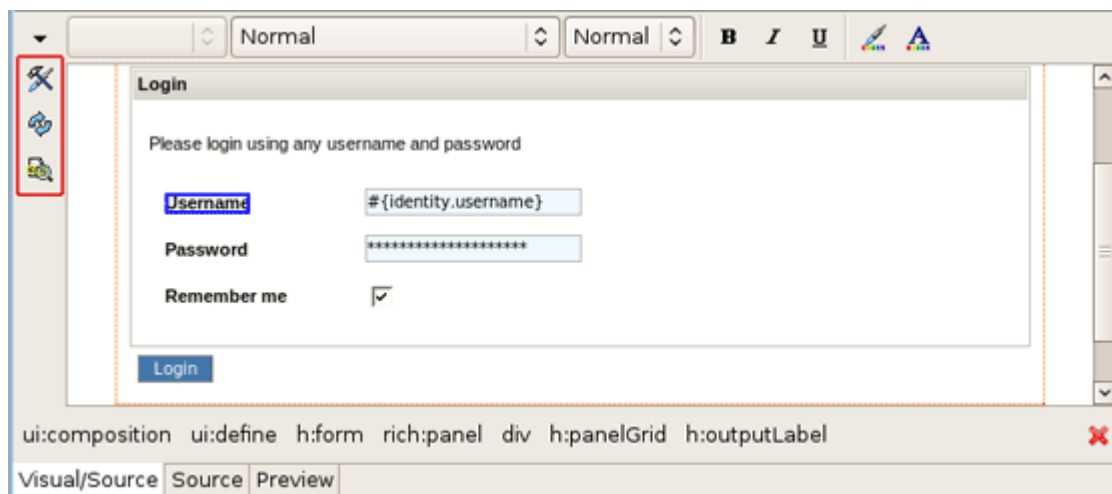 Normal Normal B I U A
Login
Please login using any username and password
Username #{identity.username}
Password ********************
Remember me
Login
ui:composition ui:define h:form rich:panel div h:panelGrid h:outputLabel
Visual/Source Source Preview